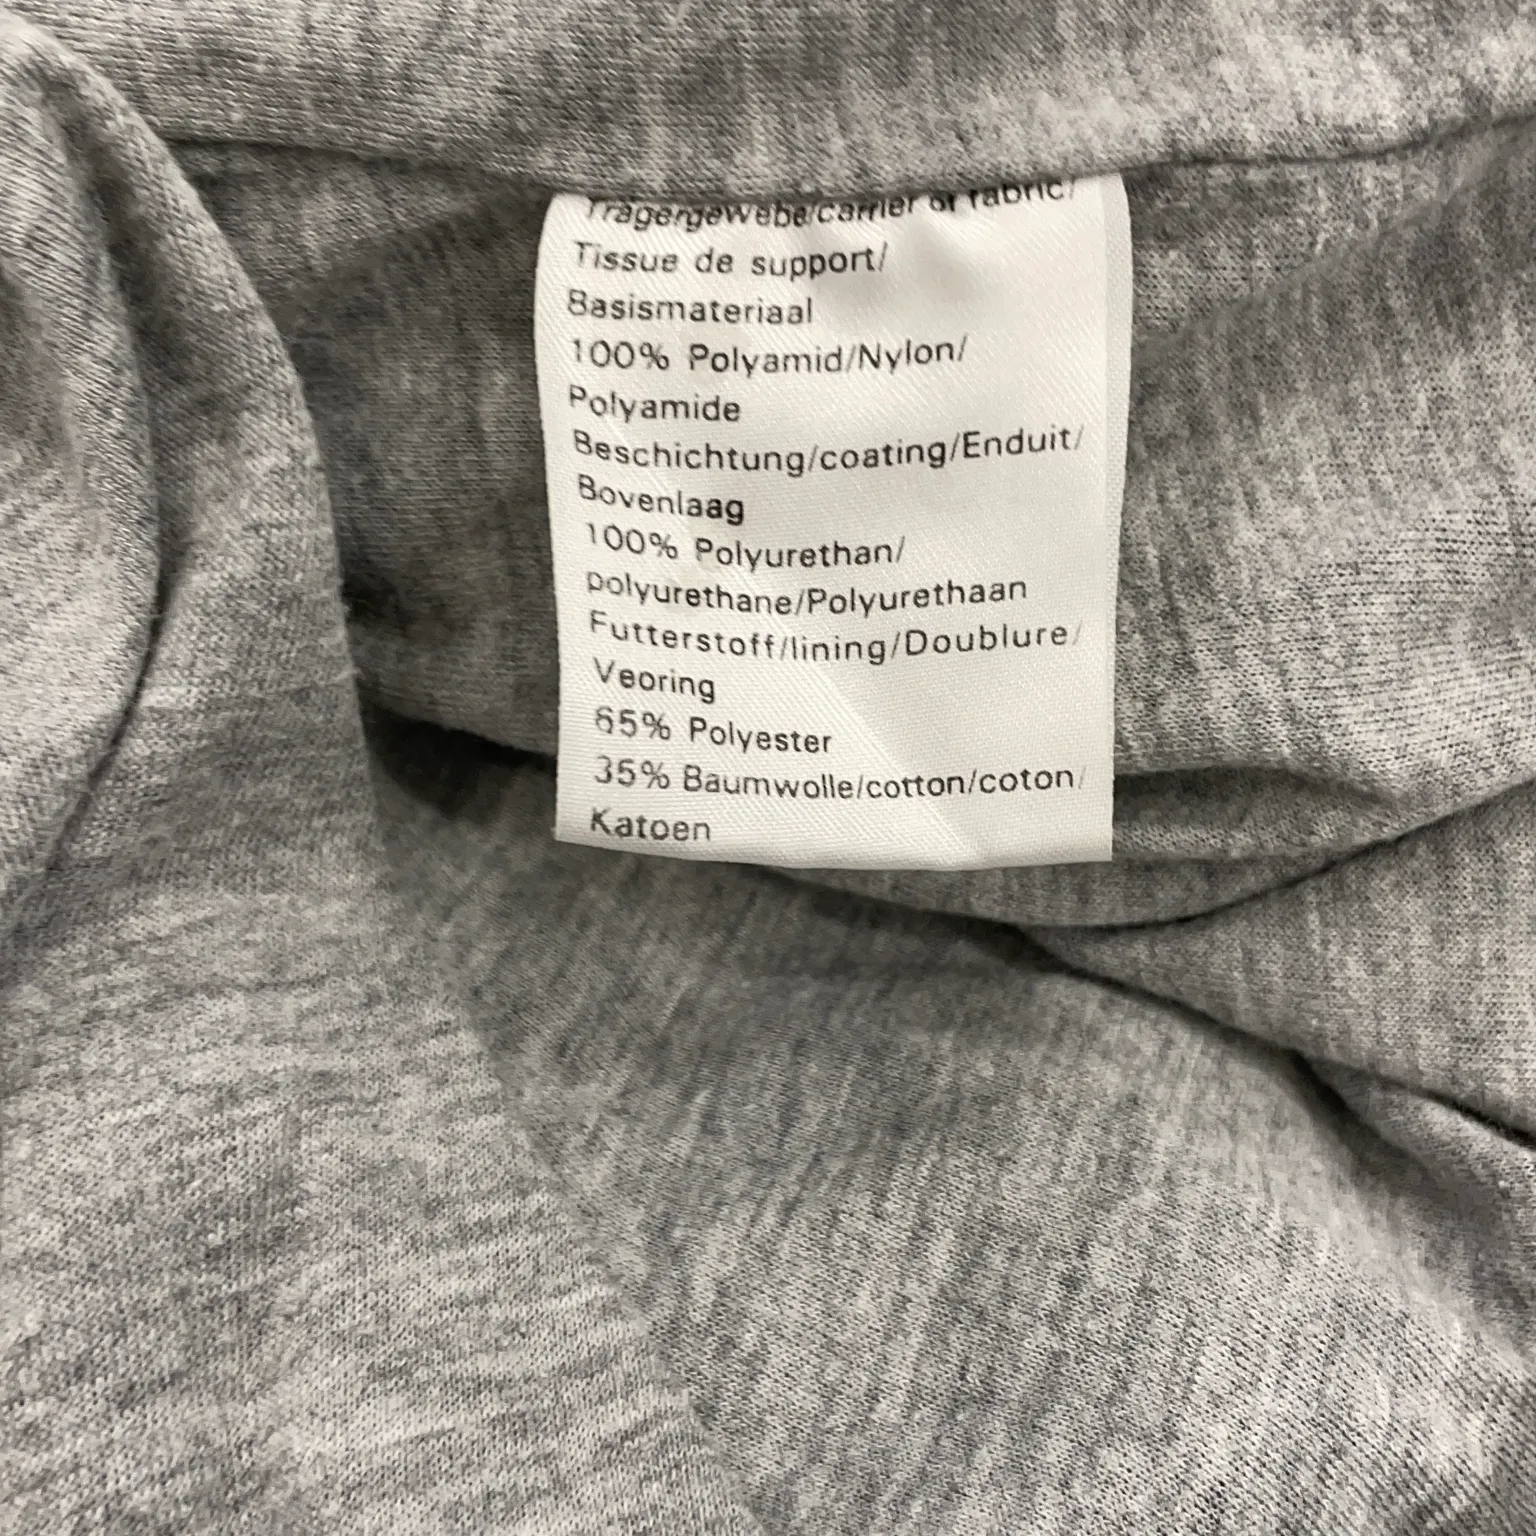 Trägergewebe/carrier of fabric/
Tissue de support/
Basismateriaal
100% Polyamid/Nylon/
Polyamide
Beschichtung/coating/Enduit/
Bovenlaag
100% Polyurethan/
polyurethane/Polyurethaan
Futterstoff/lining/Doublure/
Veoring
65% Polyester
35% Baumwolle/cotton/coton/
Katoen